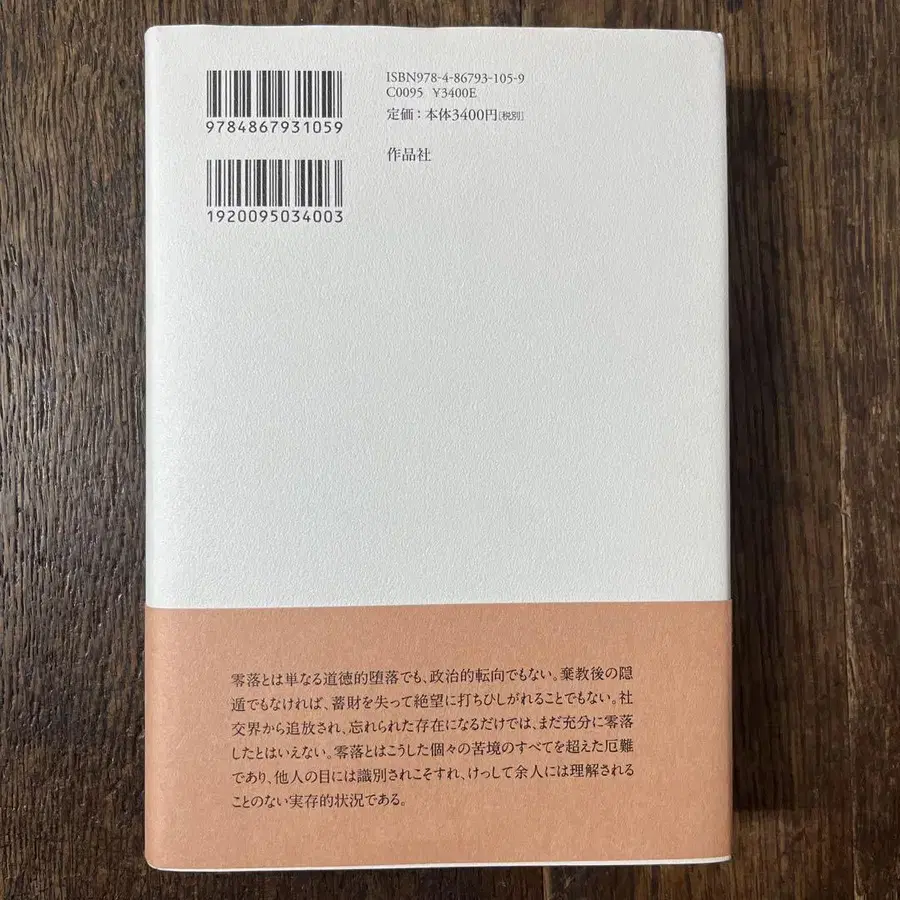 9784867931059
1920095034003
ISBN978-4-86793-105-9
C0095 ¥3400E
定価：本体3400円[税別]
作品社
零落とは単なる道徳的堕落でも、政治的転向でもない。棄教後の隠
遁でもなければ、蓄財を失って絶望に打ちひしがれることでもない。社
交界から追放され、忘れられた存在になるだけでは、まだ充分に零落
したとはいえない。零落とはこうした個々の苦境のすべてを超えた厄難
であり、他人の目には識別されこそすれ、けっして余人には理解される
ことのない実存的状況である。